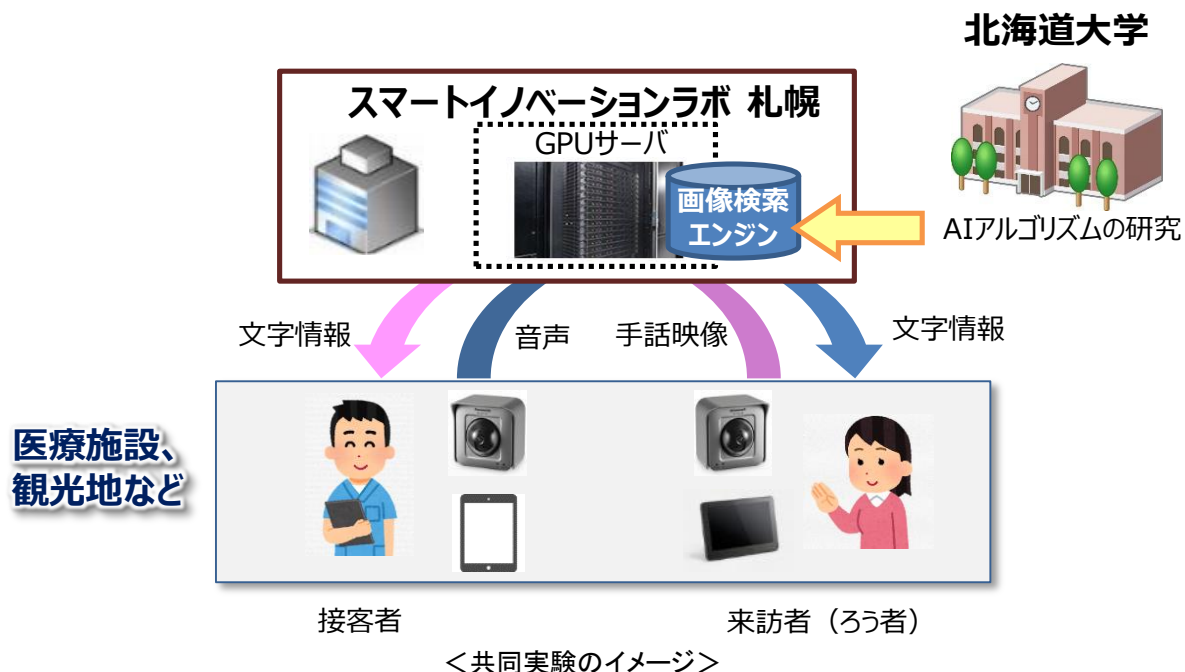 北海道大学
スマートイノベーションラボ 札幌
GPUサーバ
画像検索
エンジン
AIアルゴリズムの研究
文字情報
音声
手話映像
文字情報
医療施設、
観光地など
接客者
来訪者（ろう者）
＜共同実験のイメージ＞